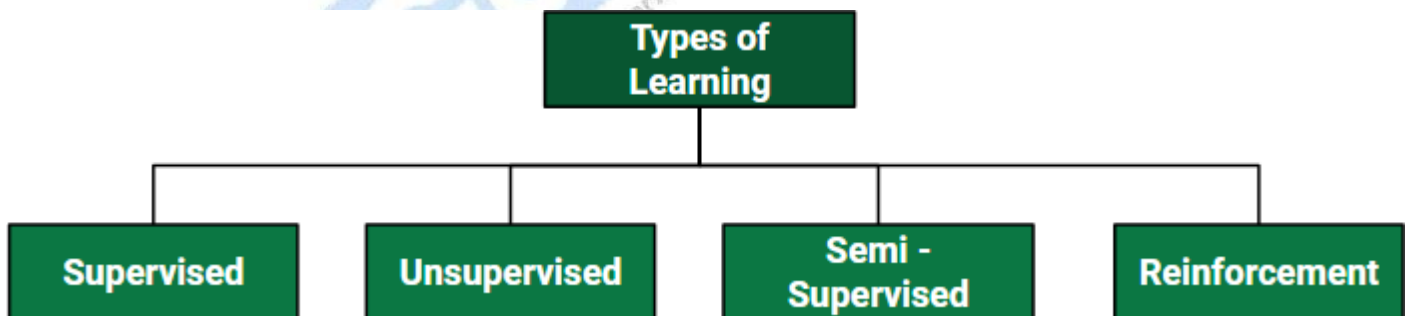 Types of
Learning
Supervised
Unsupervised
Semi -
Supervised
Reinforcement